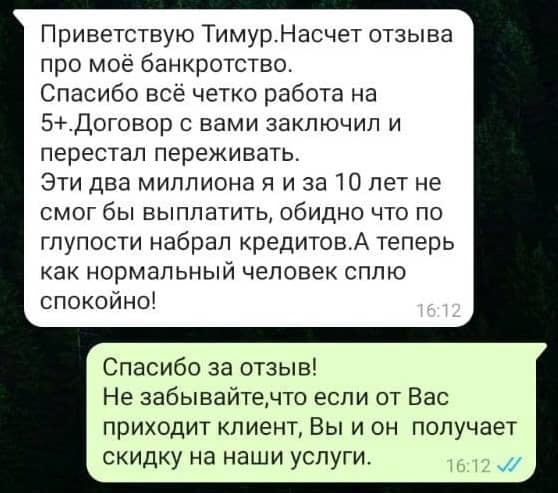 Приветствую Тимур.Насчет отзыва
про моё банкротство.
Спасибо всё четко работа на
5+.Договор с вами заключил и
перестал переживать.
Эти два миллиона я и за 10 лет не
смог бы выплатить, обидно что по
глупости набрал кредитов.А теперь
как нормальный человек сплю
спокойно!
16:12
Спасибо за отзыв!
Не забывайте,что если от Вас
приходит клиент, Вы и он получает
скидку на наши услуги.
16:12